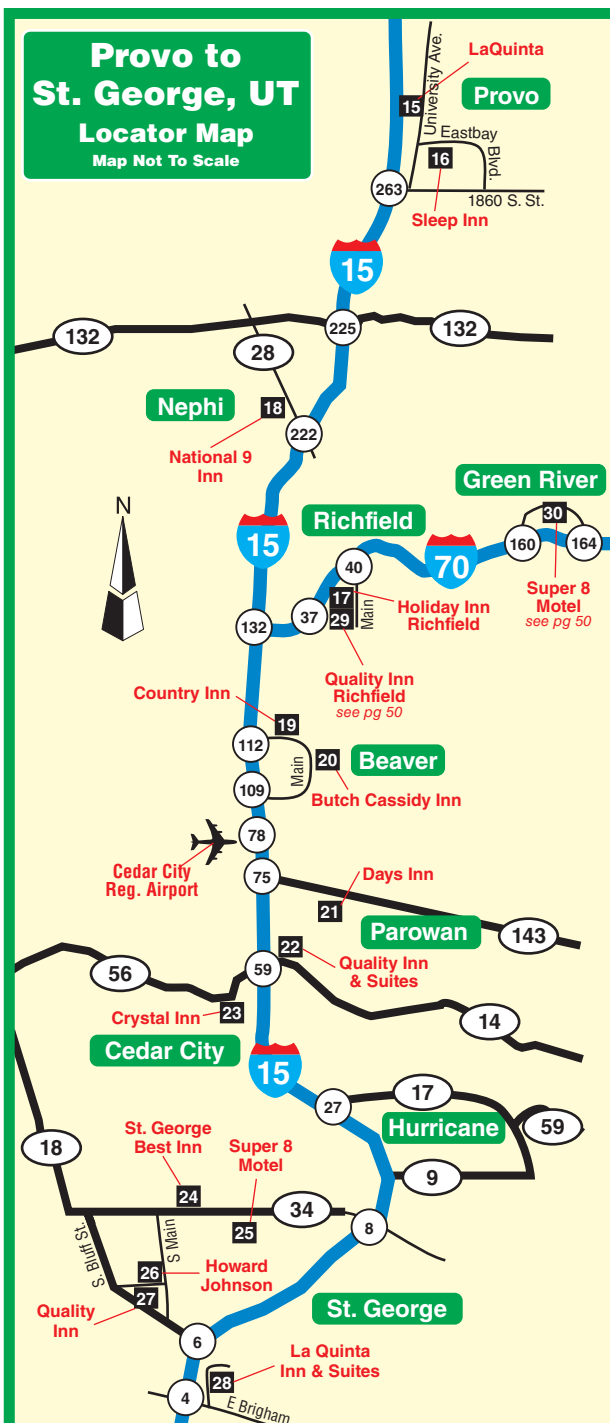 Provo to
St. George, UT
Locator Map
Map Not To Scale
LaQuinta
University Ave.
15
Provo
Eastbay
Blvd.
16
263
1860 S. St.
Sleep Inn
15
132
225
132
28
Nephi
18
222
National 9
Inn
N
Green River
30
15
Richfield
70
160
164
40
Super 8
Motel
see pg 50
17
Main
Holiday Inn
Richfield
37
29
132
Quality Inn
Richfield
see pg 50
Country Inn
19
112
Main
20
Beaver
109
Butch Cassidy Inn
78
Cedar City
Reg. Airport
75
Days Inn
21
Parowan
143
22
Quality Inn
& Suites
56
59
Crystal Inn
23
14
Cedar City
15
27
17
Hurricane
59
18
St. George
Best Inn
Super 8
Motel
9
24
34
25
8
S. Bluff St.
S Main
26
Howard
Johnson
27
Quality
Inn
St. George
6
La Quinta
Inn & Suites
28
4
E Brigham